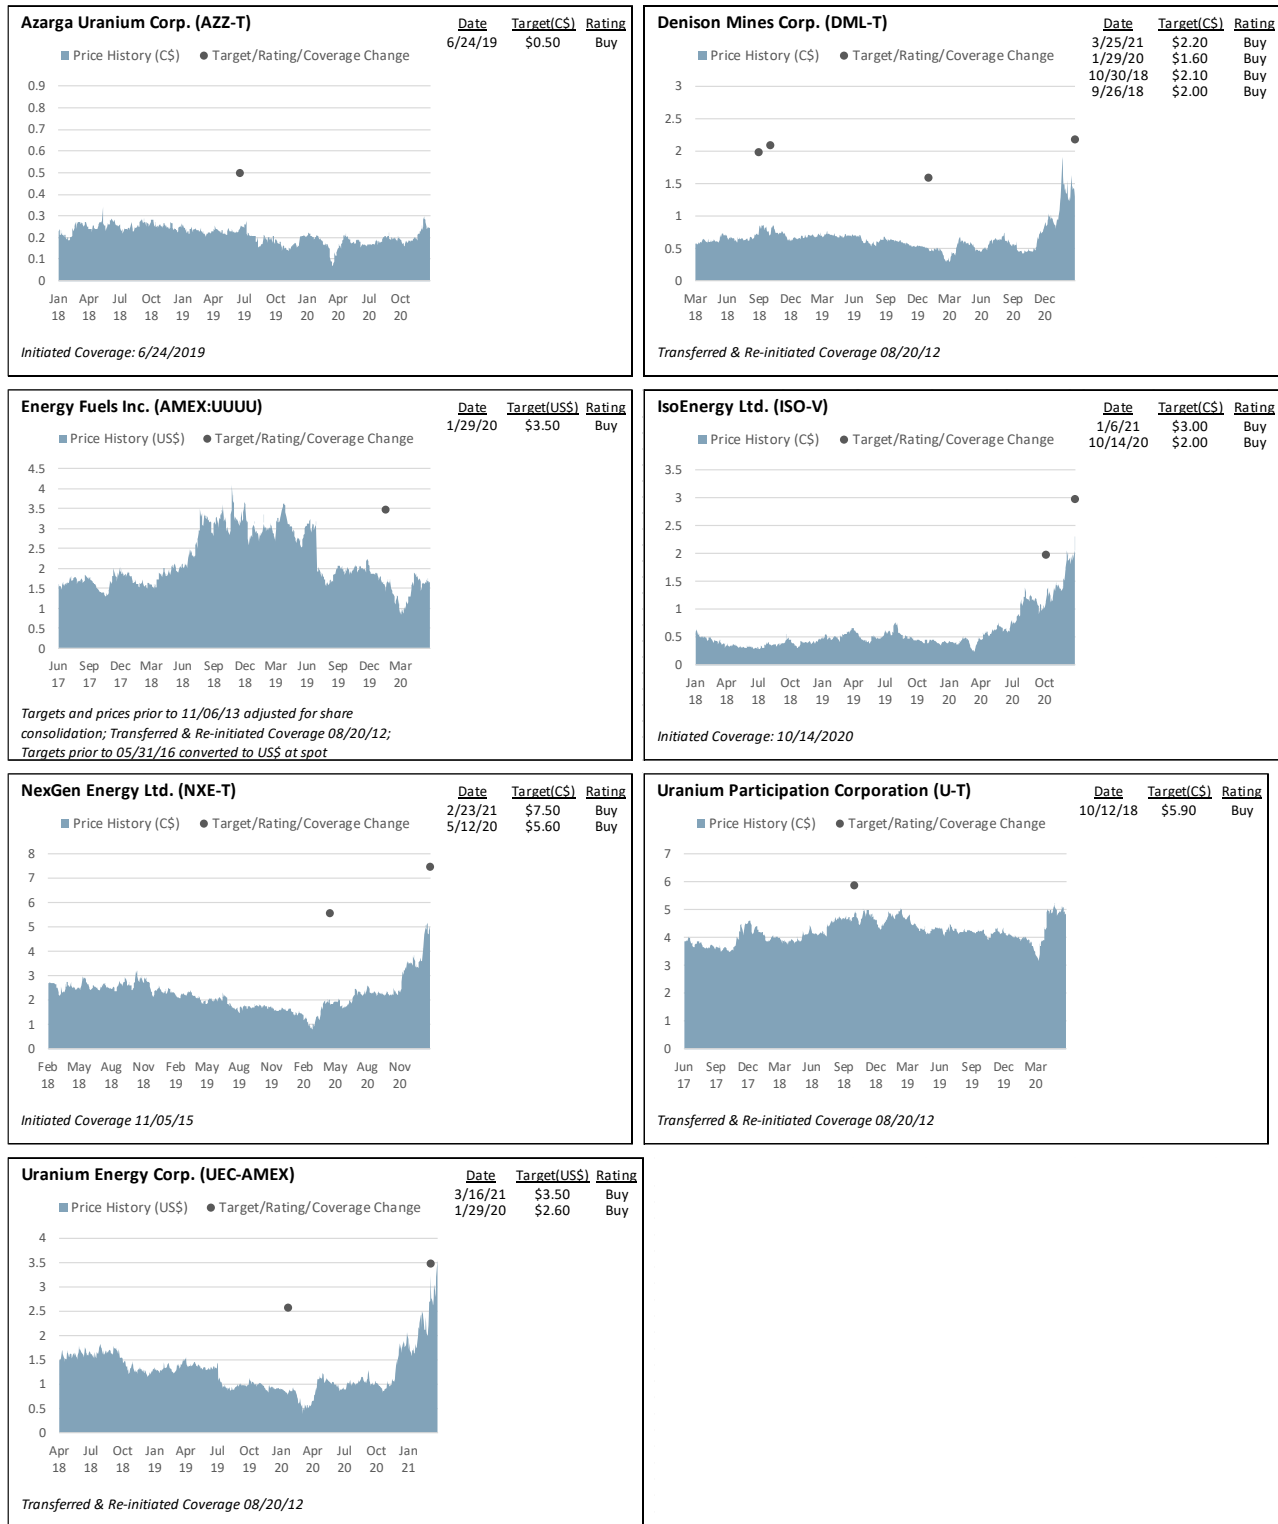 Azarga Uranium Corp. (AZZ-T)
Date Target(C$) Rating
6/24/19 $0.50 Buy
Price History (C$) Target/Rating/Coverage Change
0.9
0.8
0.7
0.6
0.5
0.4
0.3
0.2
0.1
0
Jan Apr Jul Oct Jan Apr Jul Oct Jan Apr Jul Oct
18 18 18 18 19 19 19 19 20 20 20 20
Initiated Coverage: 6/24/2019
Denison Mines Corp. (DML-T)
Date Target(C$) Rating
3/25/21 $2.20 Buy
1/29/20 $1.60 Buy
10/30/18 $2.10 Buy
9/26/18 $2.00 Buy
Price History (C$) Target/Rating/Coverage Change
3
2.5
2
1.5
1
0.5
0
Mar Jun Sep Dec Mar Jun Sep Dec Mar Jun Sep Dec
18 18 18 18 19 19 19 19 20 20 20 20
Transferred & Re-initiated Coverage 08/20/12
Energy Fuels Inc. (AMEX:UUUU)
Date Target(US$) Rating
1/29/20 $3.50 Buy
Price History (US$) Target/Rating/Coverage Change
4.5
4
3.5
3
2.5
2
1.5
1
0.5
0
Jun Sep Dec Mar Jun Sep Dec Mar Jun Sep Dec Mar
17 17 17 18 18 18 18 19 19 19 19 20
Targets and prices prior to 11/06/13 adjusted for share
consolidation; Transferred & Re-initiated Coverage 08/20/12;
Targets prior to 05/31/16 converted to US$ at spot
IsoEnergy Ltd. (ISO-V)
Date Target(C$) Rating
1/6/21 $3.00 Buy
10/14/20 $2.00 Buy
Price History (C$) Target/Rating/Coverage Change
3.5
3
2.5
2
1.5
1
0.5
0
Jan Apr Jul Oct Jan Apr Jul Oct Jan Apr Jul Oct
18 18 18 18 19 19 19 19 20 20 20 20
Initiated Coverage: 10/14/2020
NexGen Energy Ltd. (NXE-T)
Date Target(C$) Rating
2/23/21 $7.50 Buy
5/12/20 $5.60 Buy
Price History (C$) Target/Rating/Coverage Change
8
7
6
5
4
3
2
1
0
Feb May Aug Nov Feb May Aug Nov Feb May Aug Nov
18 18 18 18 19 19 19 19 20 20 20 20
Initiated Coverage 11/05/15
Uranium Participation Corporation (U-T)
Date Target(C$) Rating
10/12/18 $5.90 Buy
Price History (C$) Target/Rating/Coverage Change
7
6
5
4
3
2
1
0
Jun Sep Dec Mar Jun Sep Dec Mar Jun Sep Dec Mar
17 17 17 18 18 18 18 19 19 19 19 20
Transferred & Re-initiated Coverage 08/20/12
Uranium Energy Corp. (UEC-AMEX)
Date Target(US$) Rating
3/16/21 $3.50 Buy
1/29/20 $2.60 Buy
Price History (US$) Target/Rating/Coverage Change
4
3.5
3
2.5
2
1.5
1
0.5
0
Apr Jul Oct Jan Apr Jul Oct Jan Apr Jul Oct Jan
18 18 18 19 19 19 19 20 20 20 20 21
Transferred & Re-initiated Coverage 08/20/12